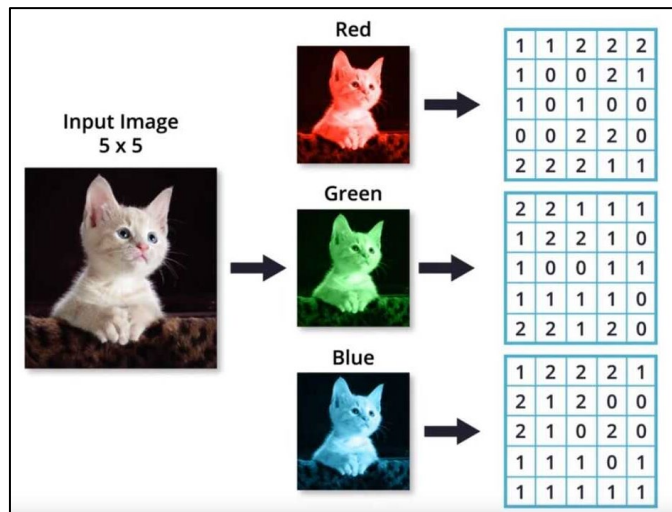 Red
1 1 2 2 2
1 0 0 2 1
1 0 1 0 0
0 0 2 2 0
2 2 2 1 1
Input Image
5 x 5
Green
2 2 1 1 1
1 2 2 1 0
1 0 0 1 1
1 1 1 1 0
2 2 1 2 0
Blue
1 2 2 2 1
2 1 2 0 0
2 1 0 2 0
1 1 1 0 1
1 1 1 1 1